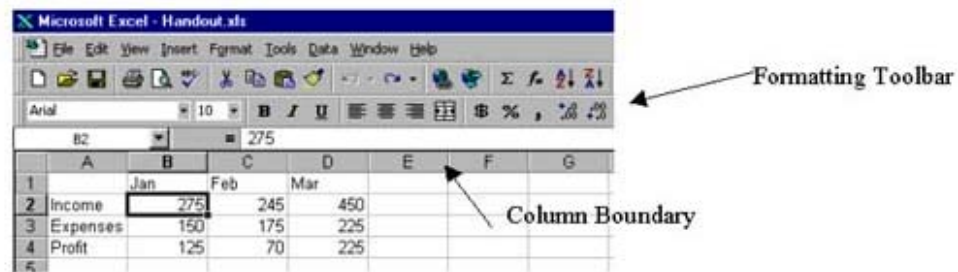 Microsoft Excel - Handout.xls
File Edit View Insert Format Tools Data Window Help
Formatting Toolbar
Arial 10 B I U $ % ,
B2 = 275
A B C D E F G
1 Jan Feb Mar
2 Income 275 245 450
3 Expenses 150 175 225
Column Boundary
4 Profit 125 70 225
5